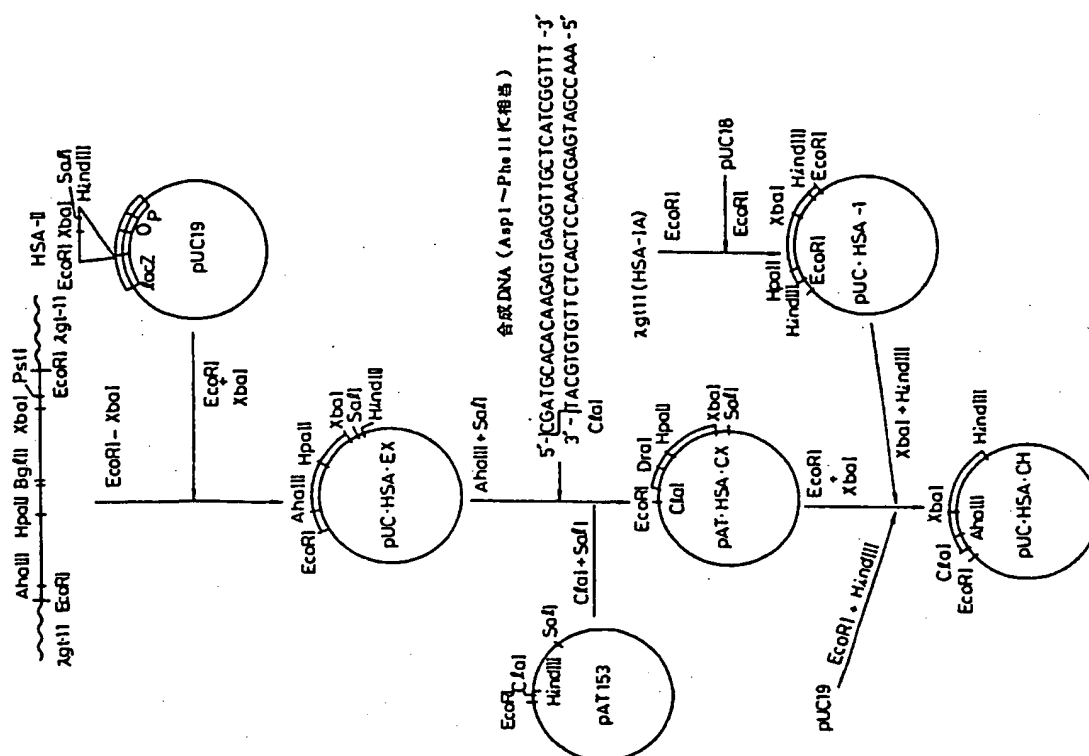 HSA-II
λgt-11
EcoRI
AhaIII
HpaII
BglII
XbaI
PstI
EcoRI
λgt-11
EcoRI XbaI SalI
HindIII
lacZ
O
P
pUC19
EcoRI-XbaI
EcoRI
+
XbaI
EcoRI
AhaIII
HpaII
XbaI
SalI
HindIII
pUC·HSA·EX
AhaIII+SalI
合成DNA (Asp1~Phe11に相当)
5´-CGATGCACACAAGAGTGAGGTTGCTCATCGGTTT-3´
3´-TACGTGTGTTCTCACTCCAACGAGTAGCCAAA-5´
ClaI
EcoRI
ClaI
HindIII
SalI
pAT153
ClaI+SalI
EcoRI
ClaI
DraI
HpaII
XbaI
SalI
pAT·HSA·CX
EcoRI
+
XbaI
λgt11(HSA-1A)
EcoRI
pUC18
EcoRI
HpaII
HindIII
EcoRI
XbaI
HindIII
EcoRI
pUC·HSA-1
XbaI+HindIII
pUC19
EcoRI+HindIII
EcoRI
ClaI
AhaIII
XbaI
HindIII
pUC·HSA·CH